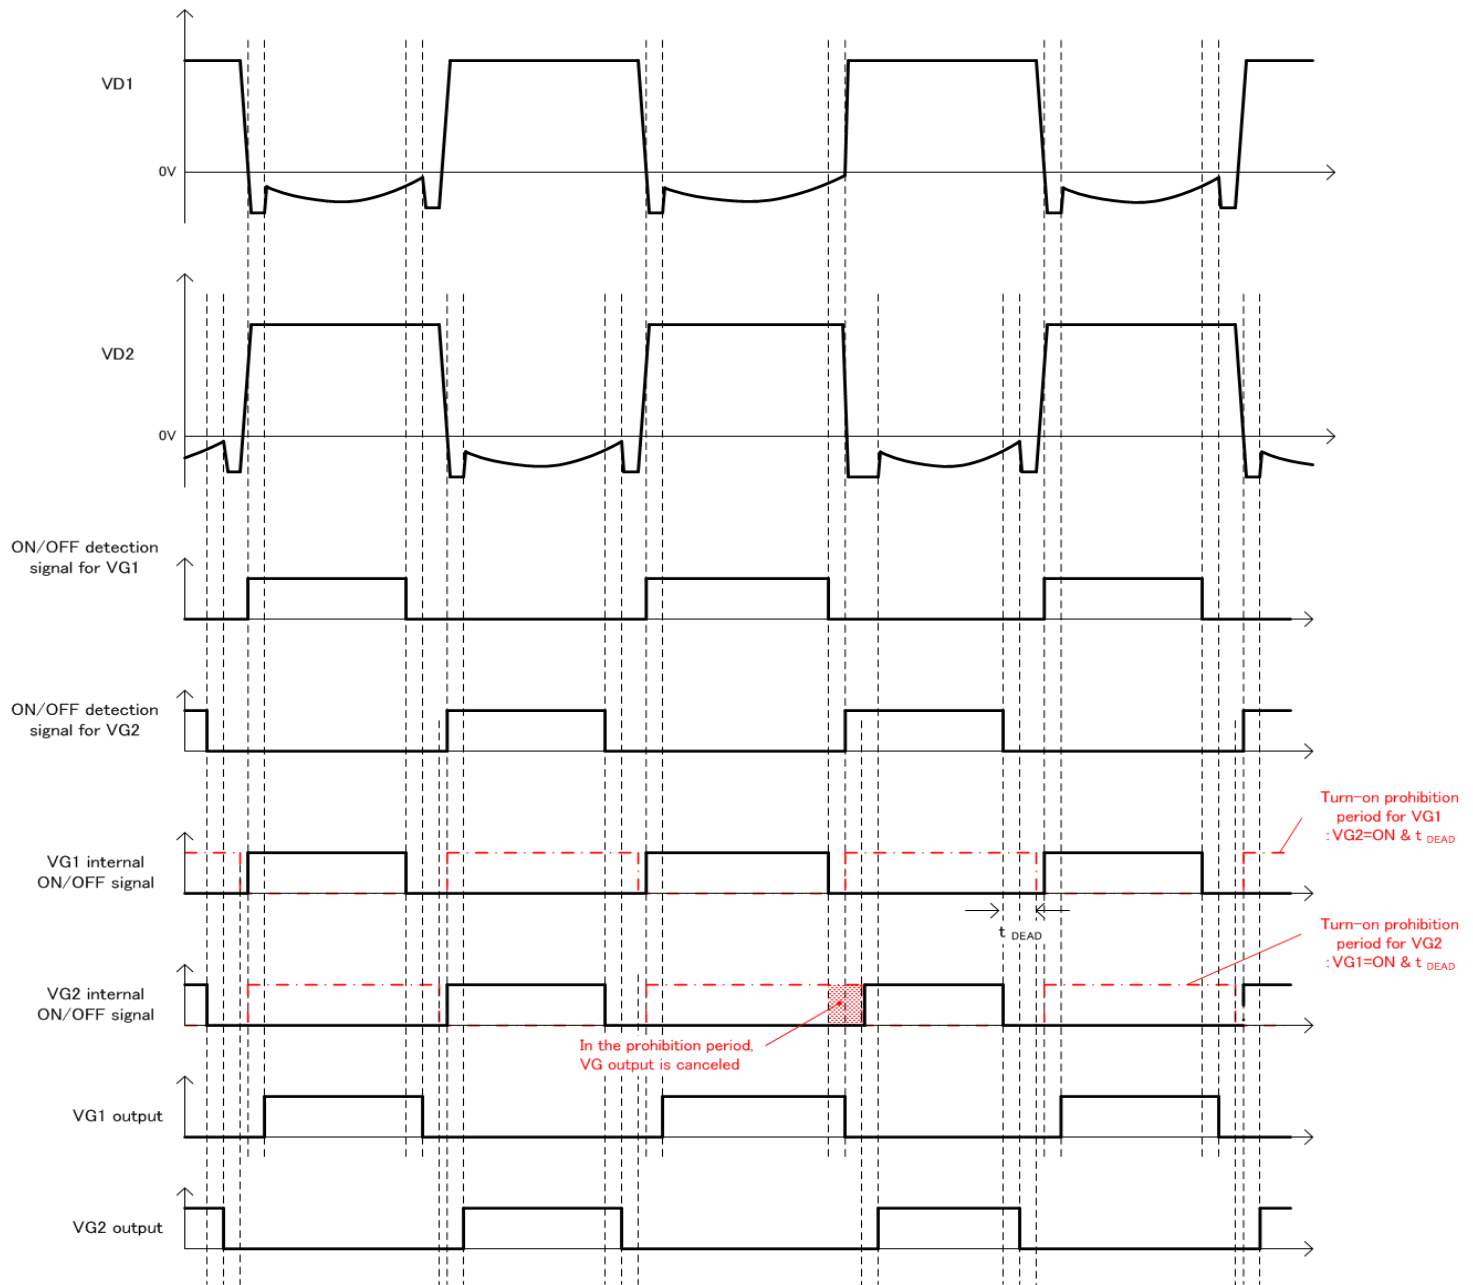 VD1
0V
VD2
0V
ON/OFF detection
signal for VG1
ON/OFF detection
signal for VG2
Turn-on prohibition
period for VG1
:VG2=ON & t DEAD
VG1 internal
ON/OFF signal
t DEAD
Turn-on prohibition
period for VG2
:VG1=ON & t DEAD
VG2 internal
ON/OFF signal
In the prohibition period,
VG output is canceled
VG1 output
VG2 output